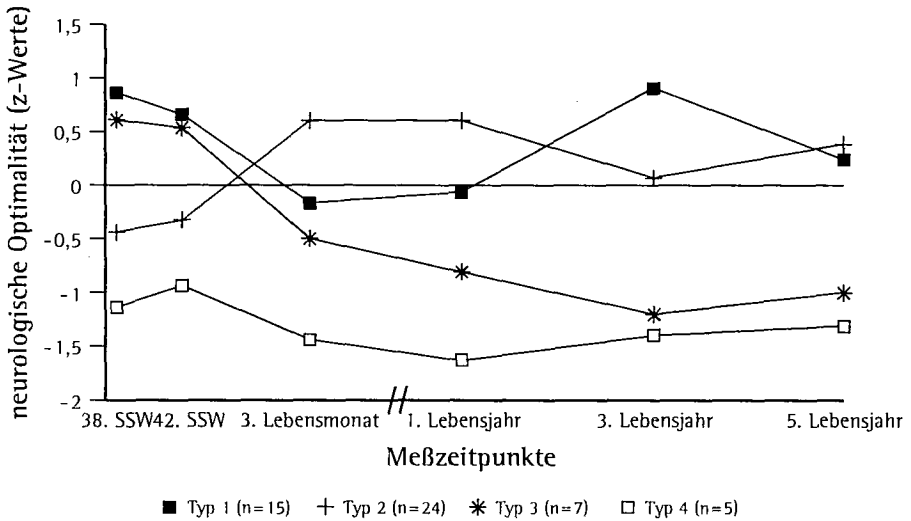 neurologische Optimalität (z-Werte)
1,5
1
0,5
0
-0,5
-1
-1,5
-2
38. SSW42. SSW 3. Lebensmonat 1. Lebensjahr 3. Lebensjahr 5. Lebensjahr
Meßzeitpunkte
Typ 1 (n=15) Typ 2 (n=24) Typ 3 (n=7) Typ 4 (n=5)